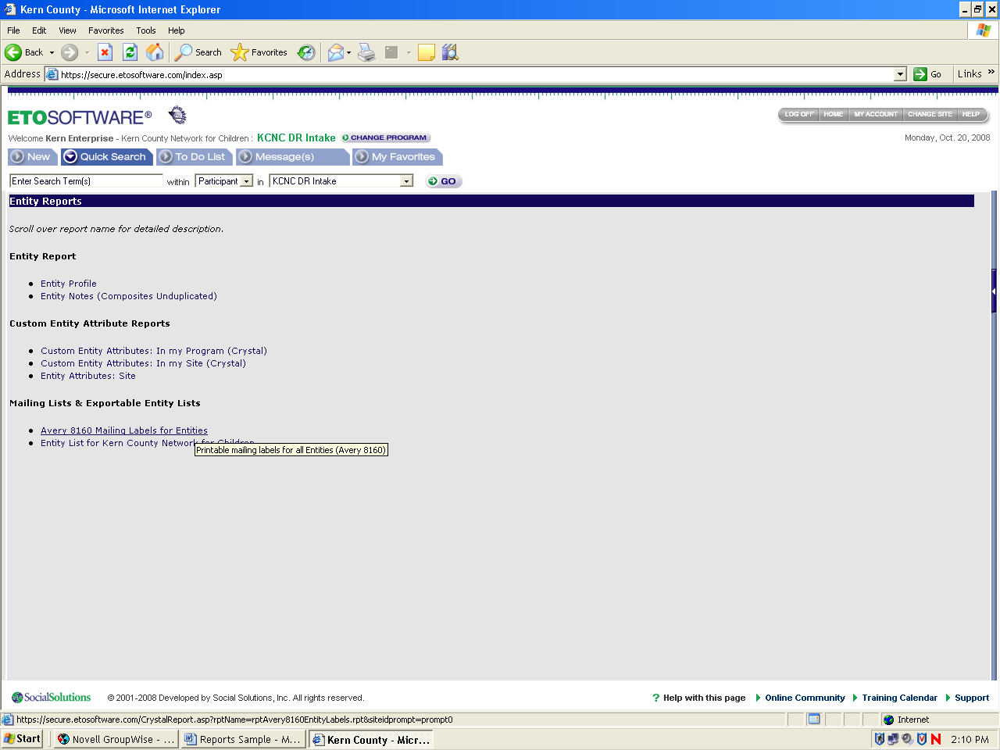 Kern County - Microsoft Internet Explorer
File Edit View Favorites Tools Help
Back Search Favorites
Address https://secure.etosoftware.com/index.asp Go Links »
ETOSOFTWARE®
LOG OFF HOME MY ACCOUNT CHANGE SITE HELP
Welcome Kern Enterprise - Kern County Network for Children : KCNC DR Intake CHANGE PROGRAM Monday, Oct. 20, 2008
New Quick Search To Do List Message(s) My Favorites
Enter Search Term(s) within Participant in KCNC DR Intake GO
Entity Reports
Scroll over report name for detailed description.
Entity Report
• Entity Profile
• Entity Notes (Composites Unduplicated)
Custom Entity Attribute Reports
• Custom Entity Attributes: In my Program (Crystal)
• Custom Entity Attributes: In my Site (Crystal)
• Entity Attributes: Site
Mailing Lists & Exportable Entity Lists
• Avery 8160 Mailing Labels for Entities
• Entity List for Kern County Network for Children
Printable mailing labels for all Entities (Avery 8160)
SocialSolutions © 2001-2008 Developed by Social Solutions, Inc. All rights reserved. ? Help with this page Online Community Training Calendar Support
https://secure.etosoftware.com/CrystalReport.asp?rptName=rptAvery8160EntityLabels.rpt&siteidprompt=prompt0 Internet
Start Novell GroupWise - ... Reports Sample - M... Kern County - Micr... 2:10 PM